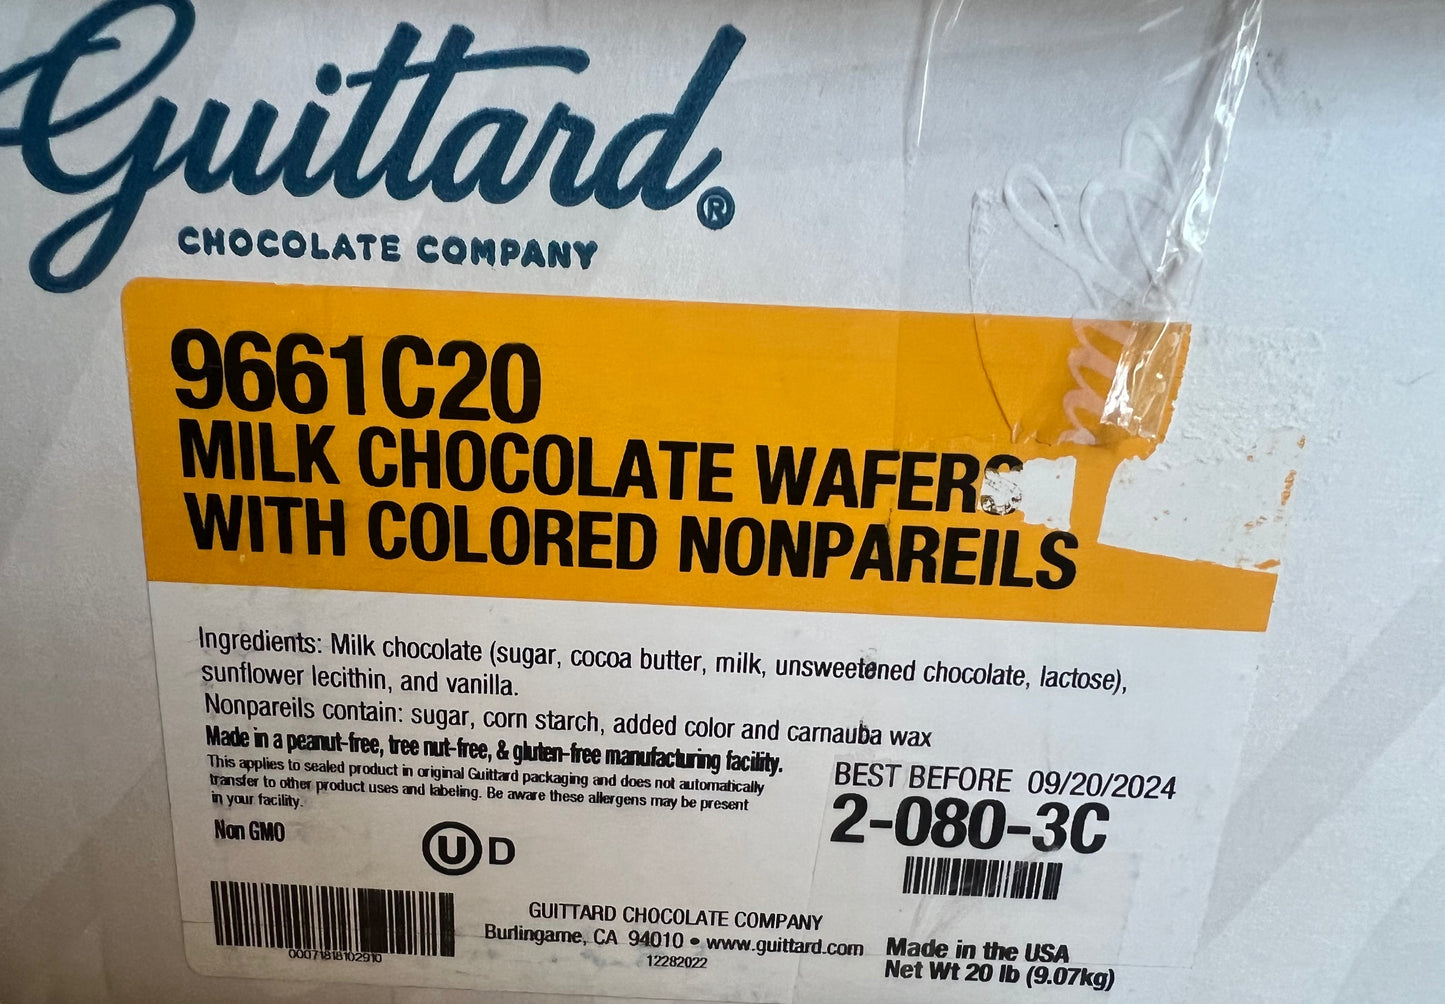 Guittard®
CHOCOLATE COMPANY
9661C20
MILK CHOCOLATE WAFERS
WITH COLORED NONPAREILS
Ingredients: Milk chocolate (sugar, cocoa butter, milk, unsweetened chocolate, lactose),
sunflower lecithin, and vanilla.
Nonpareils contain: sugar, corn starch, added color and carnauba wax
Made in a peanut-free, tree nut-free, & gluten-free manufacturing facility.
This applies to sealed product in original Guittard packaging and does not automatically
transfer to other product uses and labeling. Be aware these allergens may be present
in your facility.
Non GMO
U D
BEST BEFORE 09/20/2024
2-080-3C
00071818102910
GUITTARD CHOCOLATE COMPANY
Burlingame, CA 94010 • www.guittard.com
12282022
Made in the USA
Net Wt 20 lb (9.07kg)